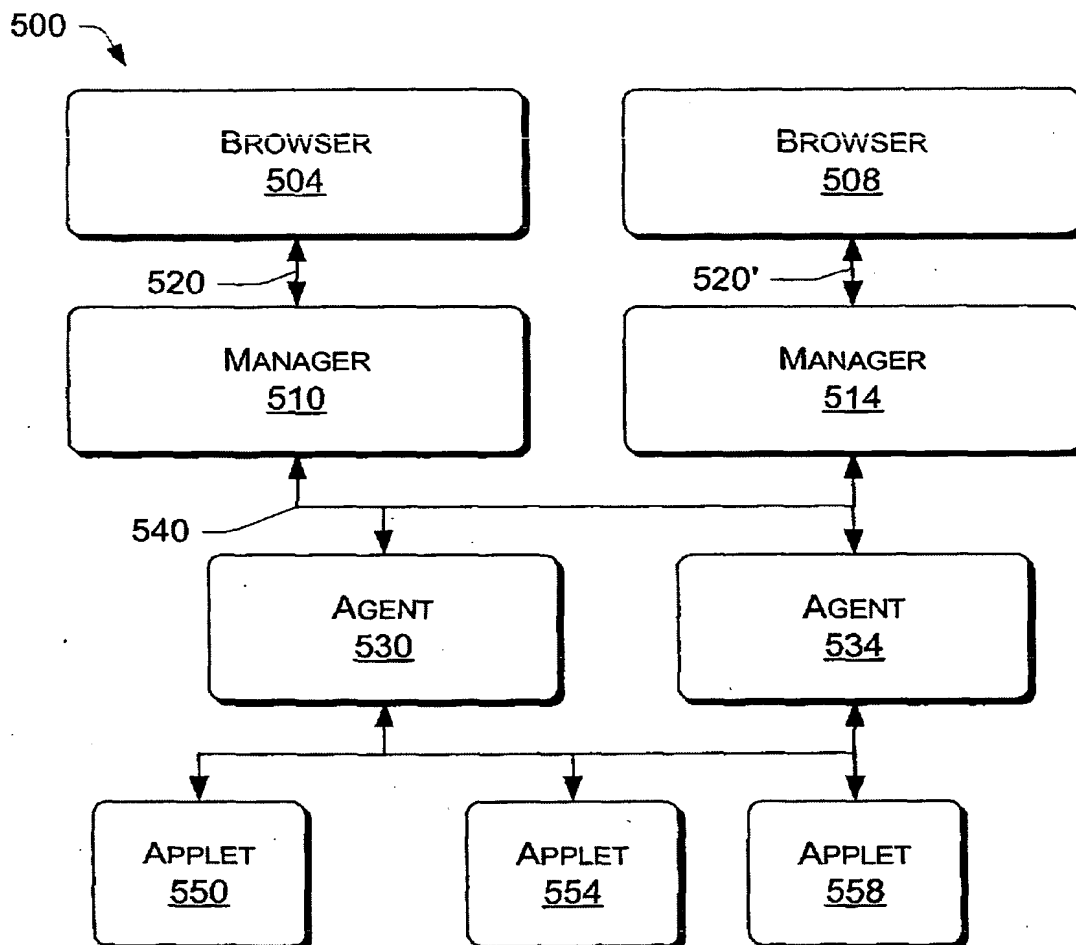 500
BROWSER
504
BROWSER
508
520
520'
MANAGER
510
MANAGER
514
540
AGENT
530
AGENT
534
APPLET
550
APPLET
554
APPLET
558